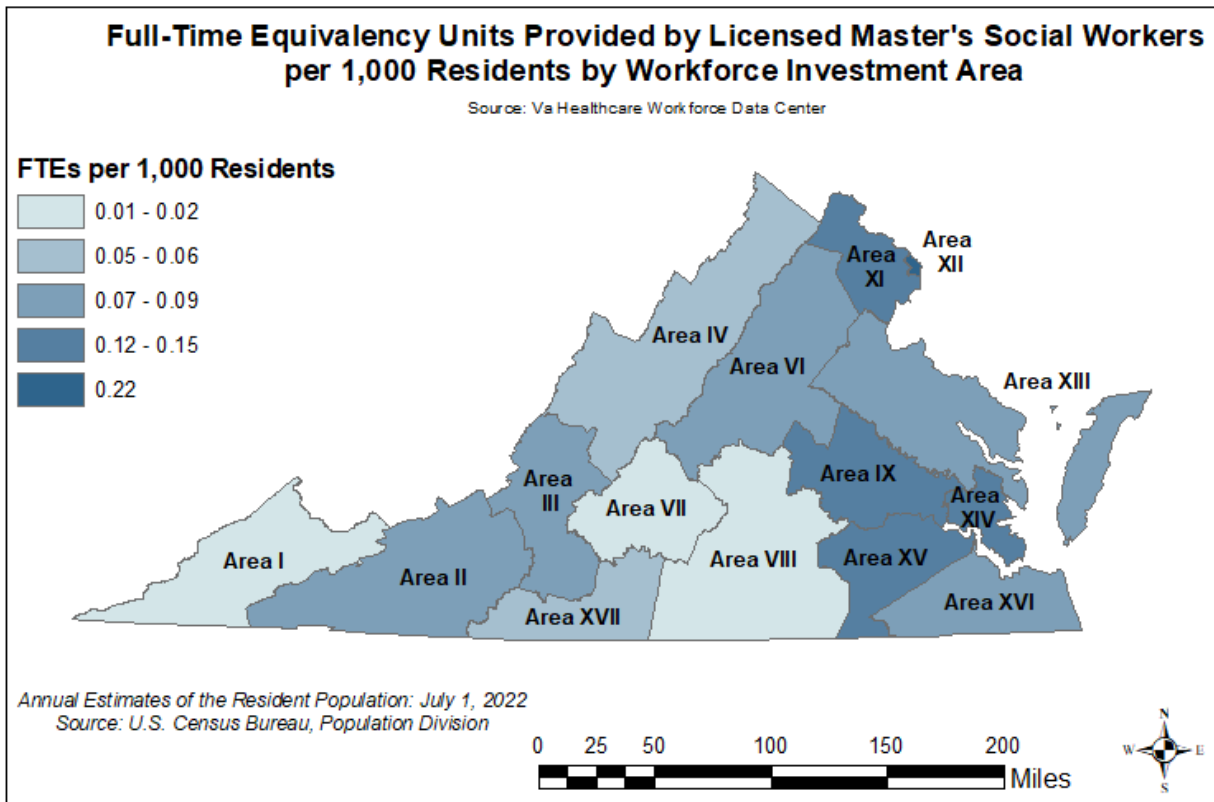 Full-Time Equivalency Units Provided by Licensed Master's Social Workers
per 1,000 Residents by Workforce Investment Area
Source: Va Healthcare Workforce Data Center
FTEs per 1,000 Residents
0.01 - 0.02
0.05 - 0.06
0.07 - 0.09
0.12 - 0.15
0.22
Area
XII
Area
XI
Area IV
Area VI
Area XIII
Area
III
Area IX
Area VII
Area
XIV
Area I
Area VIII
Area XV
Area II
Area XVI
Area XVII
Annual Estimates of the Resident Population: July 1, 2022
Source: U.S. Census Bureau, Population Division
0 25 50 100 150 200
Miles
N
W E
S